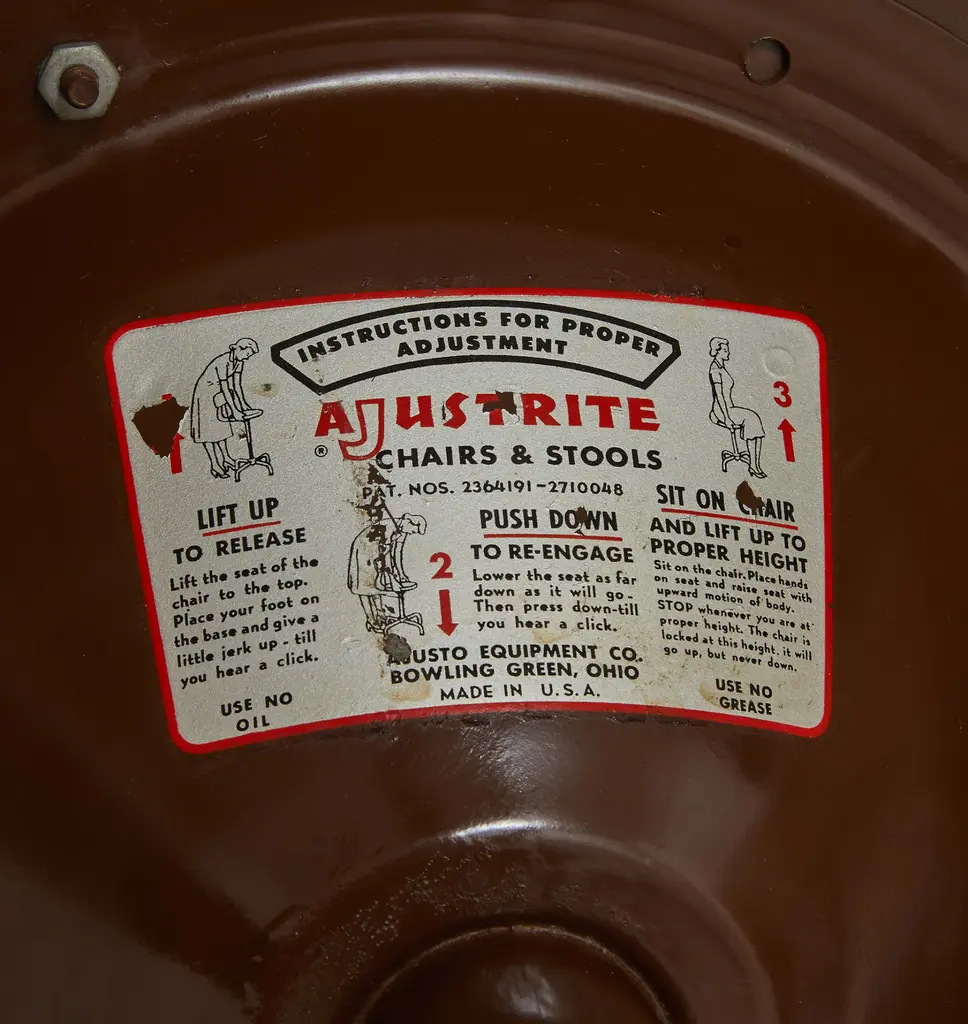 INSTRUCTIONS FOR PROPER
ADJUSTMENT
AJUSTRITE
®
CHAIRS & STOOLS
PAT. NOS. 2364191-2710048
LIFT UP
TO RELEASE
Lift the seat of the
chair to the top.
Place your foot on
the base and give a
little jerk up - till
you hear a click.
USE NO
OIL
2
PUSH DOWN
TO RE-ENGAGE
Lower the seat as far
down as it will go -
Then press down-till
you hear a click.
AJUSTO EQUIPMENT CO.
BOWLING GREEN, OHIO
MADE IN U.S.A.
3
SIT ON CHAIR
AND LIFT UP TO
PROPER HEIGHT
Sit on the chair. Place hands
on seat and raise seat with
upward motion of body.
STOP whenever you are at
proper height. The chair is
locked at this height. it will
go up, but never down.
USE NO
GREASE